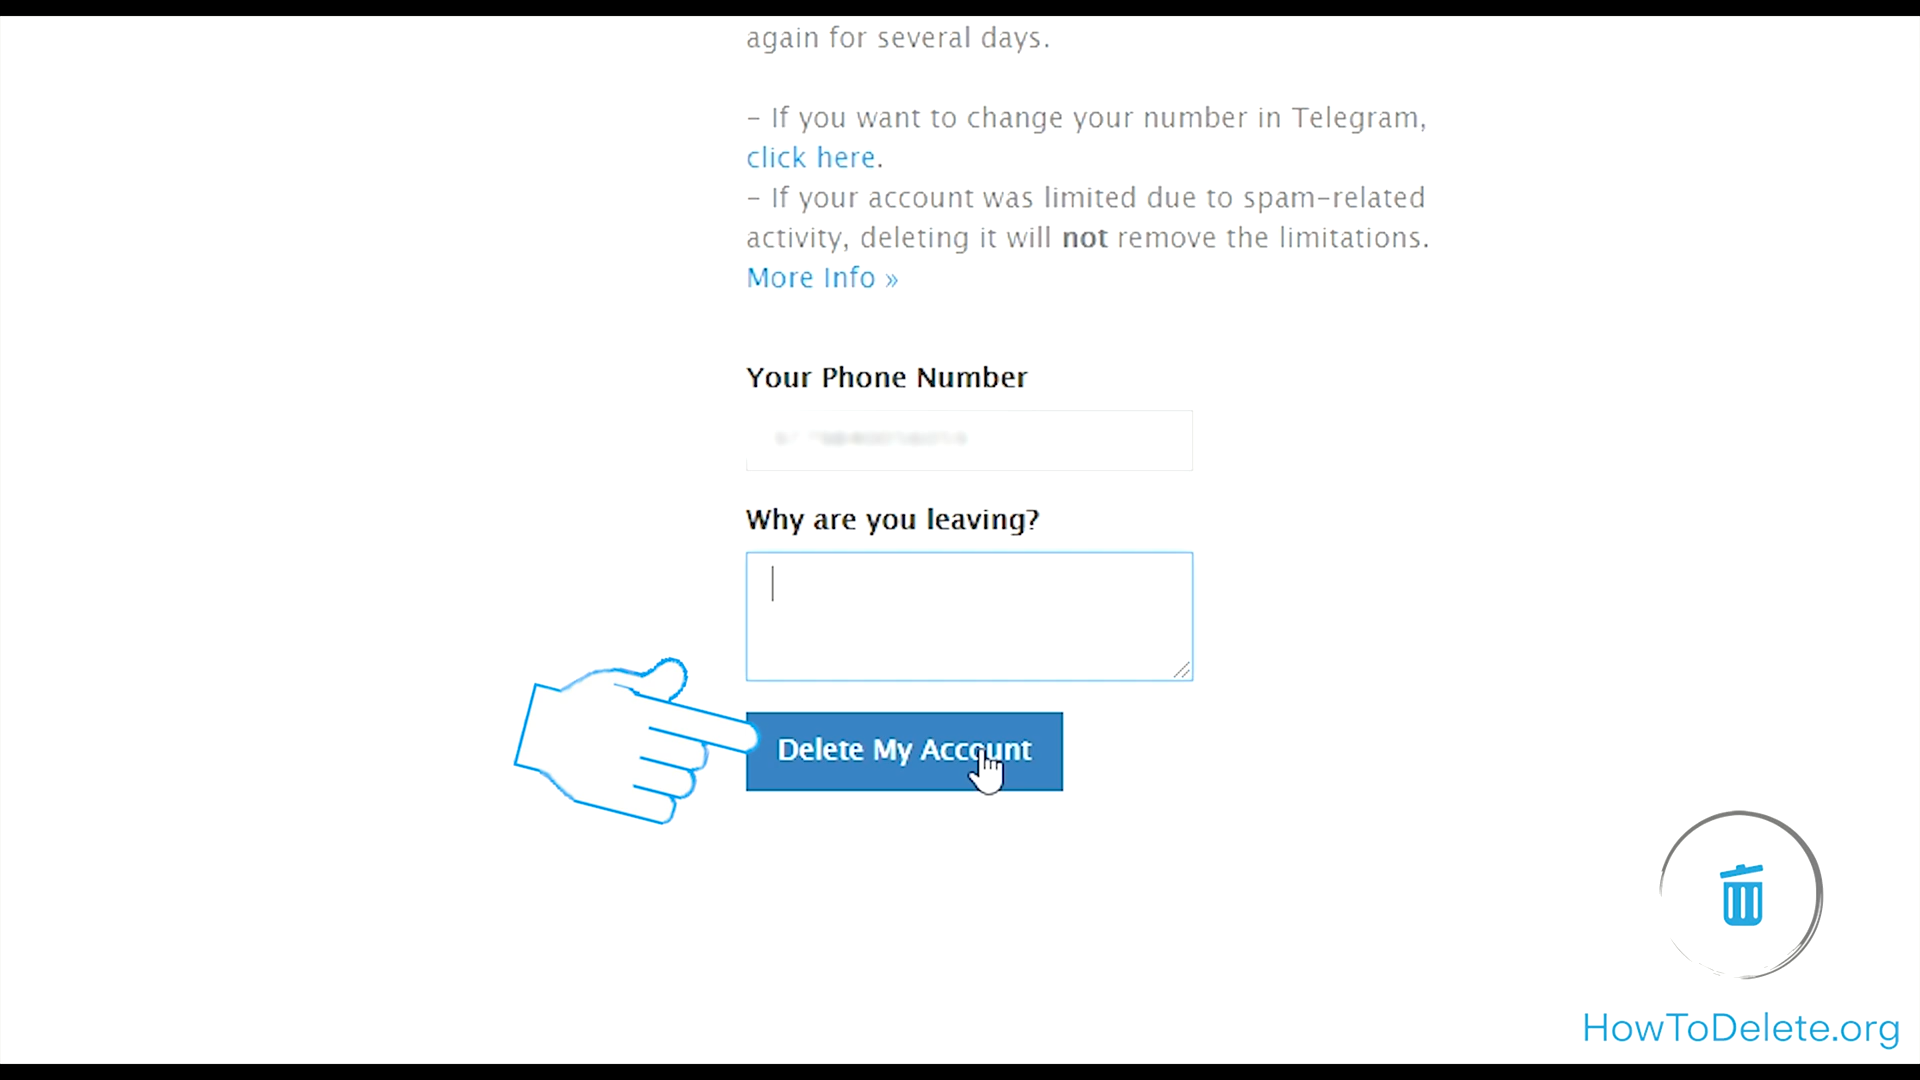 again for several days.
– If you want to change your number in Telegram,
click here.
– If your account was limited due to spam-related
activity, deleting it will not remove the limitations.
More Info »
Your Phone Number
Why are you leaving?
Delete My Account
HowToDelete.org